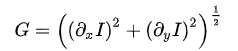 G = ((∂ₓI)² + (∂ᵧI)²)^{1/2}